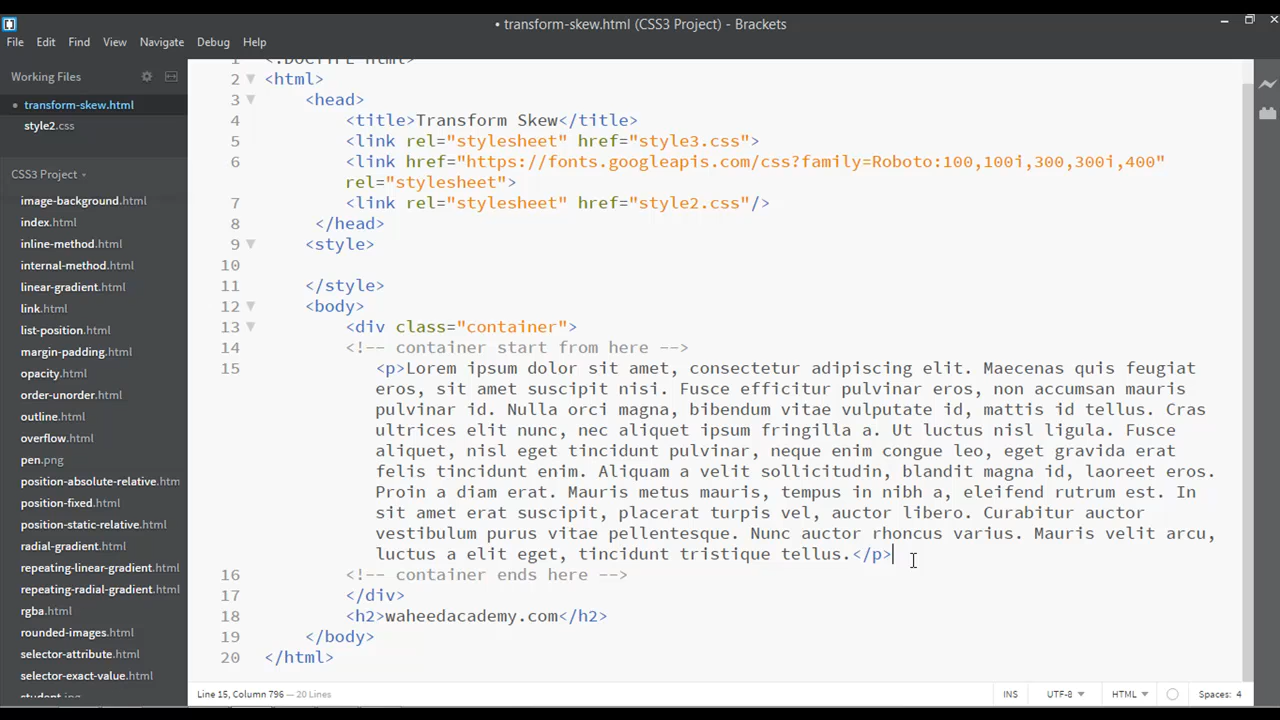 • transform-skew.html (CSS3 Project) - Brackets
File Edit Find View Navigate Debug Help
Working Files
• transform-skew.html
style2.css
CSS3 Project
image-background.html
index.html
inline-method.html
internal-method.html
linear-gradient.html
link.html
list-position.html
margin-padding.html
opacity.html
order-unorder.html
outline.html
overflow.html
pen.png
position-absolute-relative.htm
position-fixed.html
position-static-relative.html
radial-gradient.html
repeating-linear-gradient.html
repeating-radial-gradient.html
rgba.html
rounded-images.html
selector-attribute.html
selector-exact-value.html
student.jpg
1 <!DOCTYPE html>
2 <html>
3 <head>
4 <title>Transform Skew</title>
5 <link rel="stylesheet" href="style3.css">
6 <link href="https://fonts.googleapis.com/css?family=Roboto:100,100i,300,300i,400"
rel="stylesheet">
7 <link rel="stylesheet" href="style2.css"/>
8 </head>
9 <style>
10
11 </style>
12 <body>
13 <div class="container">
14 <!-- container start from here -->
15 <p>Lorem ipsum dolor sit amet, consectetur adipiscing elit. Maecenas quis feugiat
eros, sit amet suscipit nisi. Fusce efficitur pulvinar eros, non accumsan mauris
pulvinar id. Nulla orci magna, bibendum vitae vulputate id, mattis id tellus. Cras
ultrices elit nunc, nec aliquet ipsum fringilla a. Ut luctus nisl ligula. Fusce
aliquet, nisl eget tincidunt pulvinar, neque enim congue leo, eget gravida erat
felis tincidunt enim. Aliquam a velit sollicitudin, blandit magna id, laoreet eros.
Proin a diam erat. Mauris metus mauris, tempus in nibh a, eleifend rutrum est. In
sit amet erat suscipit, placerat turpis vel, auctor libero. Curabitur auctor
vestibulum purus vitae pellentesque. Nunc auctor rhoncus varius. Mauris velit arcu,
luctus a elit eget, tincidunt tristique tellus.</p>
16 <!-- container ends here -->
17 </div>
18 <h2>waheedacademy.com</h2>
19 </body>
20 </html>
Line 15, Column 796 — 20 Lines
INS UTF-8 HTML Spaces: 4